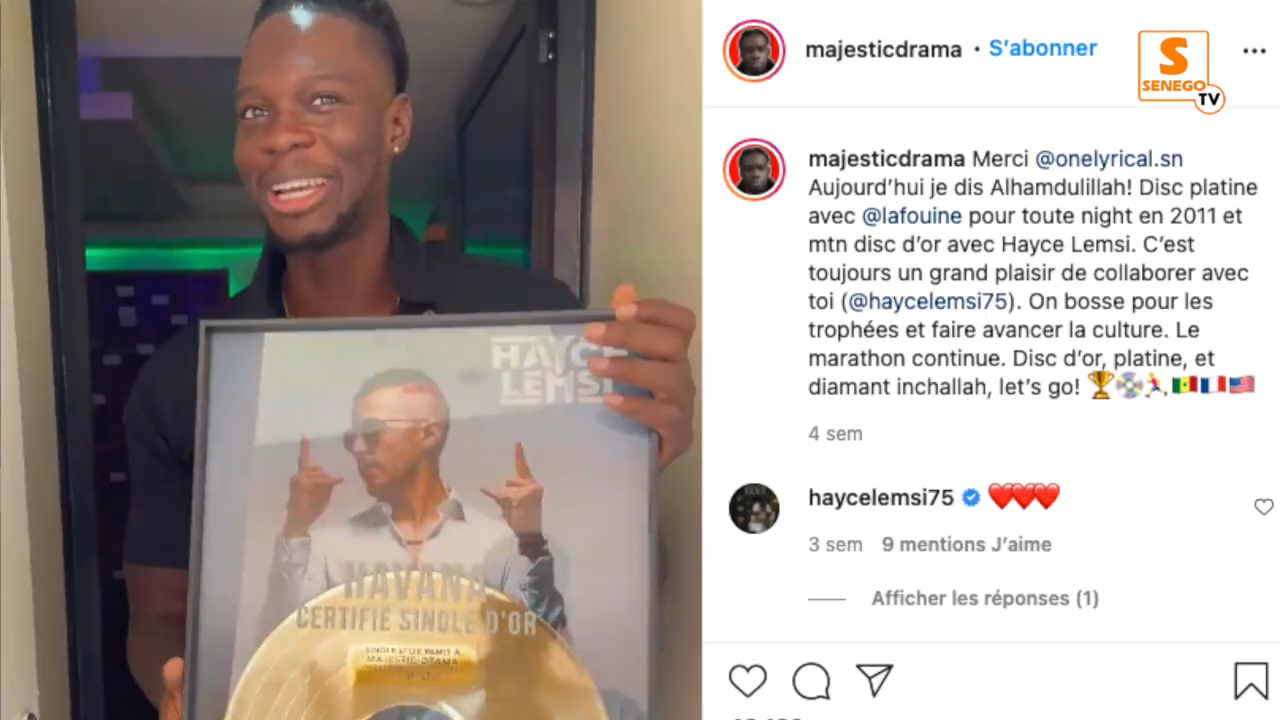 HAYCE
LEMSI
HAVANA
CERTIFIE SINGLE D'OR
SINGLE D'OR REMIS A
MAJESTIC DRAMA
majesticdrama • S'abonner
S
SENEGO
TV
majesticdrama Merci @onelyrical.sn
Aujourd'hui je dis Alhamdulillah! Disc platine
avec @lafouine pour toute night en 2011 et
mtn disc d'or avec Hayce Lemsi. C'est
toujours un grand plaisir de collaborer avec
toi (@haycelemsi75). On bosse pour les
trophées et faire avancer la culture. Le
marathon continue. Disc d'or, platine, et
diamant inchallah, let's go! 🏆💿🏃🇸🇳🇫🇷🇺🇸
4 sem
haycelemsi75 ❤️❤️❤️
3 sem 9 mentions J'aime
Afficher les réponses (1)